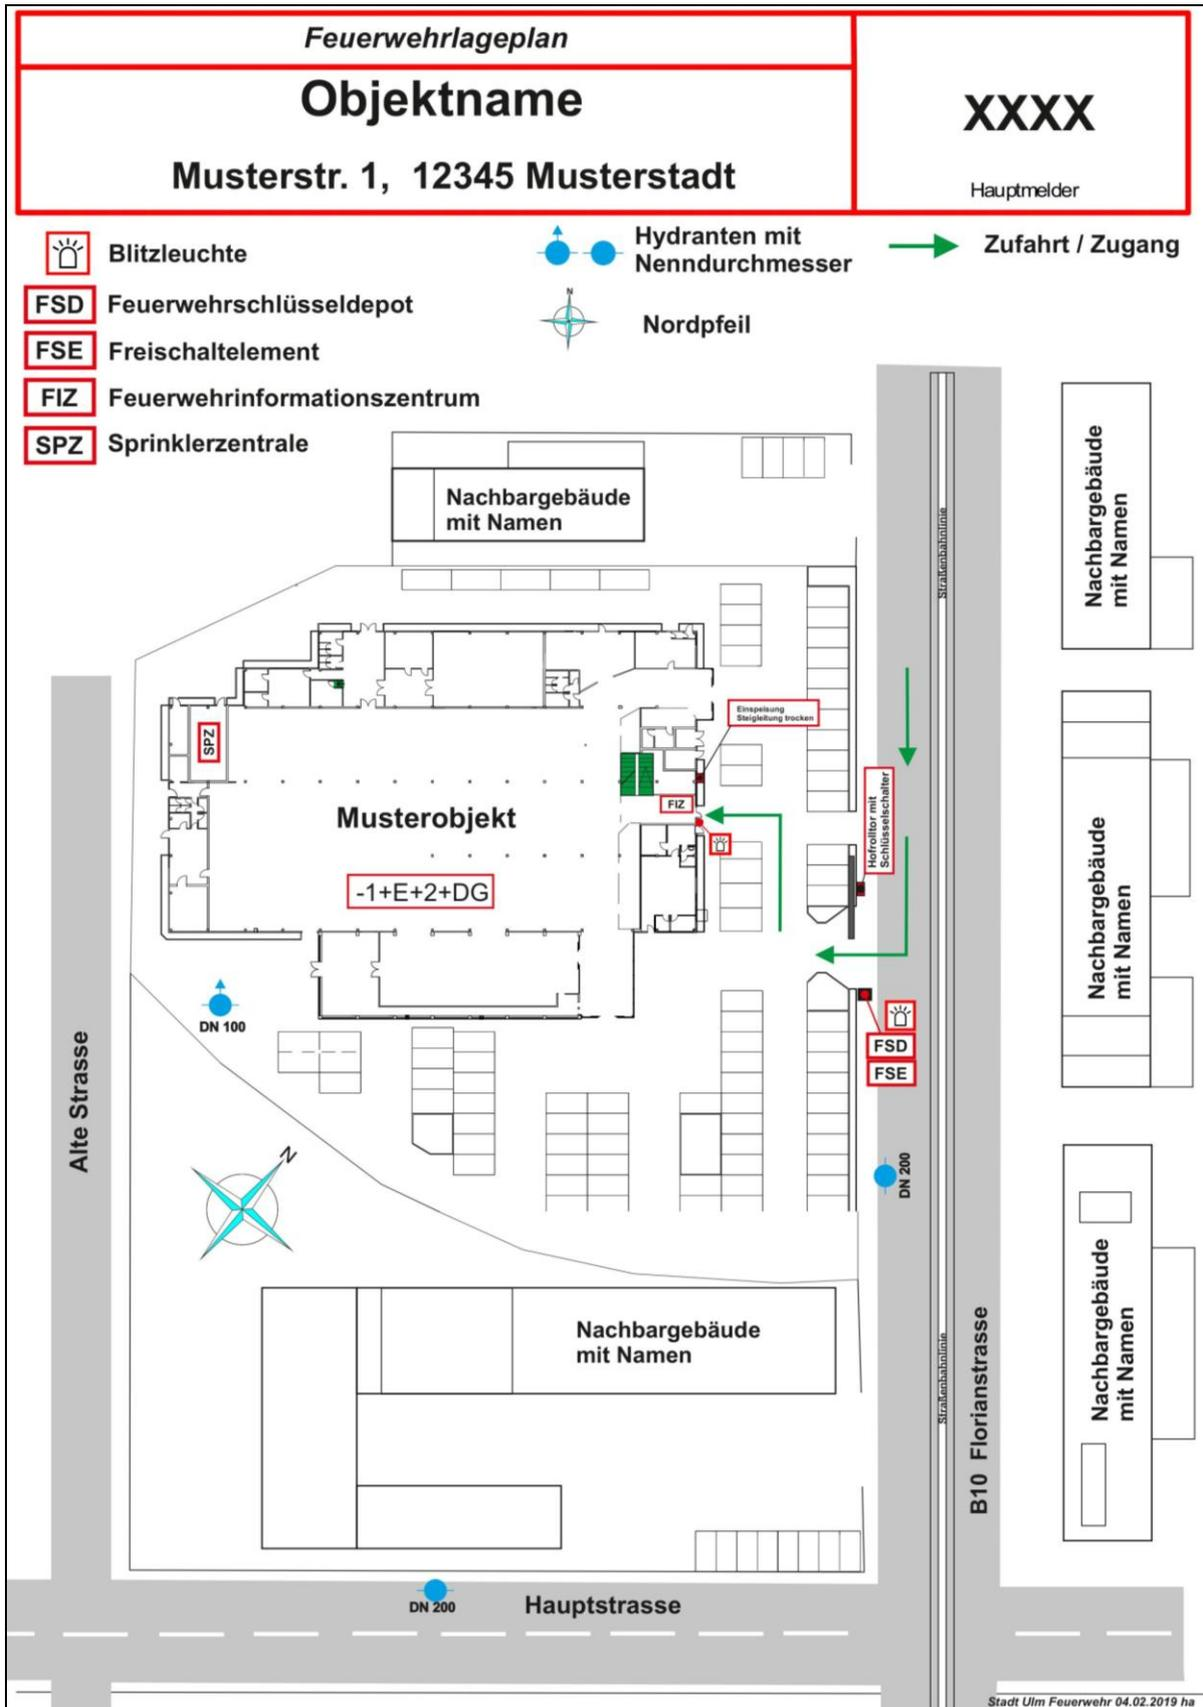 Feuerwehrlageplan
Objektname
Musterstr. 1, 12345 Musterstadt
XXXX
Hauptmelder
Blitzleuchte
FSD Feuerwehrschlüsseldepot
FSE Freischaltelement
FIZ Feuerwehrinformationszentrum
SPZ Sprinklerzentrale
Hydranten mit
Nenndurchmesser
N
Nordpfeil
Zufahrt / Zugang
Nachbargebäude
mit Namen
Straßenbahnlinie
Nachbargebäude
mit Namen
Einspeisung
Steigleitung trocken
SPZ
Hofrolltor mit
Schlüsselschalter
FIZ
Musterobjekt
-1+E+2+DG
Nachbargebäude
mit Namen
DN 100
FSD
FSE
Alte Strasse
N
DN 200
Nachbargebäude
mit Namen
Nachbargebäude
mit Namen
Straßenbahnlinie
B10 Florianstrasse
DN 200
Hauptstrasse
Stadt Ulm Feuerwehr 04.02.2019 ha